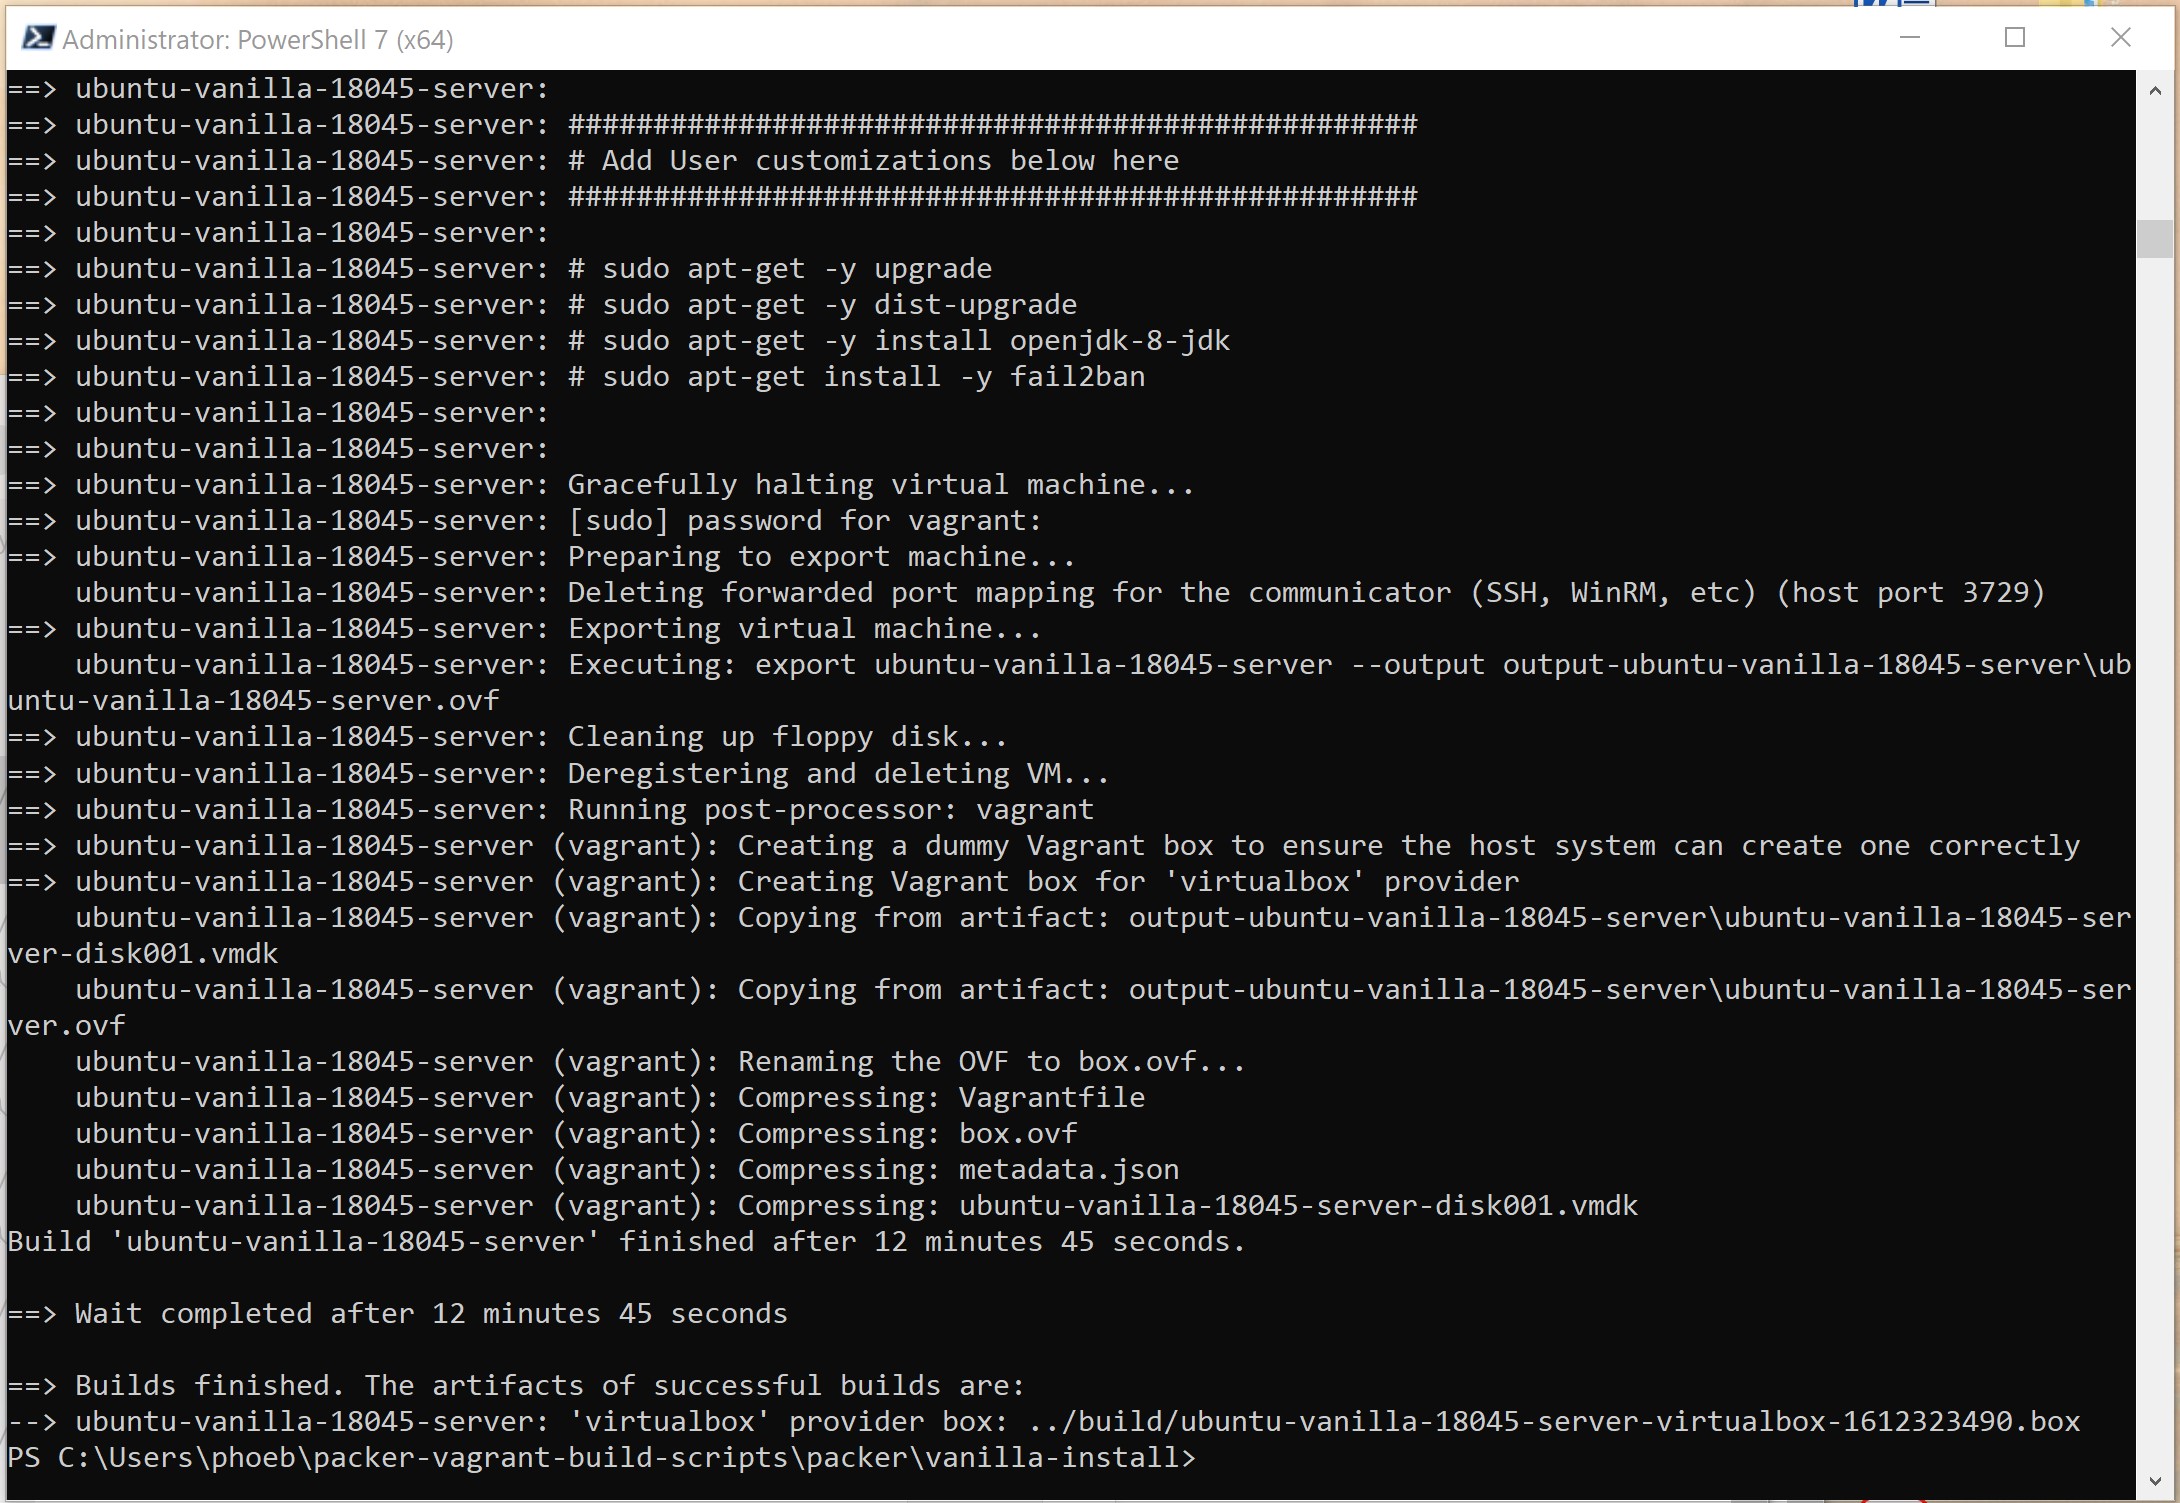 Administrator: PowerShell 7 (x64)
==> ubuntu-vanilla-18045-server:
==> ubuntu-vanilla-18045-server: ##################################################
==> ubuntu-vanilla-18045-server: # Add User customizations below here
==> ubuntu-vanilla-18045-server: ##################################################
==> ubuntu-vanilla-18045-server:
==> ubuntu-vanilla-18045-server: # sudo apt-get -y upgrade
==> ubuntu-vanilla-18045-server: # sudo apt-get -y dist-upgrade
==> ubuntu-vanilla-18045-server: # sudo apt-get -y install openjdk-8-jdk
==> ubuntu-vanilla-18045-server: # sudo apt-get install -y fail2ban
==> ubuntu-vanilla-18045-server:
==> ubuntu-vanilla-18045-server:
==> ubuntu-vanilla-18045-server: Gracefully halting virtual machine...
==> ubuntu-vanilla-18045-server: [sudo] password for vagrant:
==> ubuntu-vanilla-18045-server: Preparing to export machine...
    ubuntu-vanilla-18045-server: Deleting forwarded port mapping for the communicator (SSH, WinRM, etc) (host port 3729)
==> ubuntu-vanilla-18045-server: Exporting virtual machine...
    ubuntu-vanilla-18045-server: Executing: export ubuntu-vanilla-18045-server --output output-ubuntu-vanilla-18045-server\ub
untu-vanilla-18045-server.ovf
==> ubuntu-vanilla-18045-server: Cleaning up floppy disk...
==> ubuntu-vanilla-18045-server: Deregistering and deleting VM...
==> ubuntu-vanilla-18045-server: Running post-processor: vagrant
==> ubuntu-vanilla-18045-server (vagrant): Creating a dummy Vagrant box to ensure the host system can create one correctly
==> ubuntu-vanilla-18045-server (vagrant): Creating Vagrant box for 'virtualbox' provider
    ubuntu-vanilla-18045-server (vagrant): Copying from artifact: output-ubuntu-vanilla-18045-server\ubuntu-vanilla-18045-ser
ver-disk001.vmdk
    ubuntu-vanilla-18045-server (vagrant): Copying from artifact: output-ubuntu-vanilla-18045-server\ubuntu-vanilla-18045-ser
ver.ovf
    ubuntu-vanilla-18045-server (vagrant): Renaming the OVF to box.ovf...
    ubuntu-vanilla-18045-server (vagrant): Compressing: Vagrantfile
    ubuntu-vanilla-18045-server (vagrant): Compressing: box.ovf
    ubuntu-vanilla-18045-server (vagrant): Compressing: metadata.json
    ubuntu-vanilla-18045-server (vagrant): Compressing: ubuntu-vanilla-18045-server-disk001.vmdk
Build 'ubuntu-vanilla-18045-server' finished after 12 minutes 45 seconds.
==> Wait completed after 12 minutes 45 seconds
==> Builds finished. The artifacts of successful builds are:
--> ubuntu-vanilla-18045-server: 'virtualbox' provider box: ../build/ubuntu-vanilla-18045-server-virtualbox-1612323490.box
PS C:\Users\phoeb\packer-vagrant-build-scripts\packer\vanilla-install>